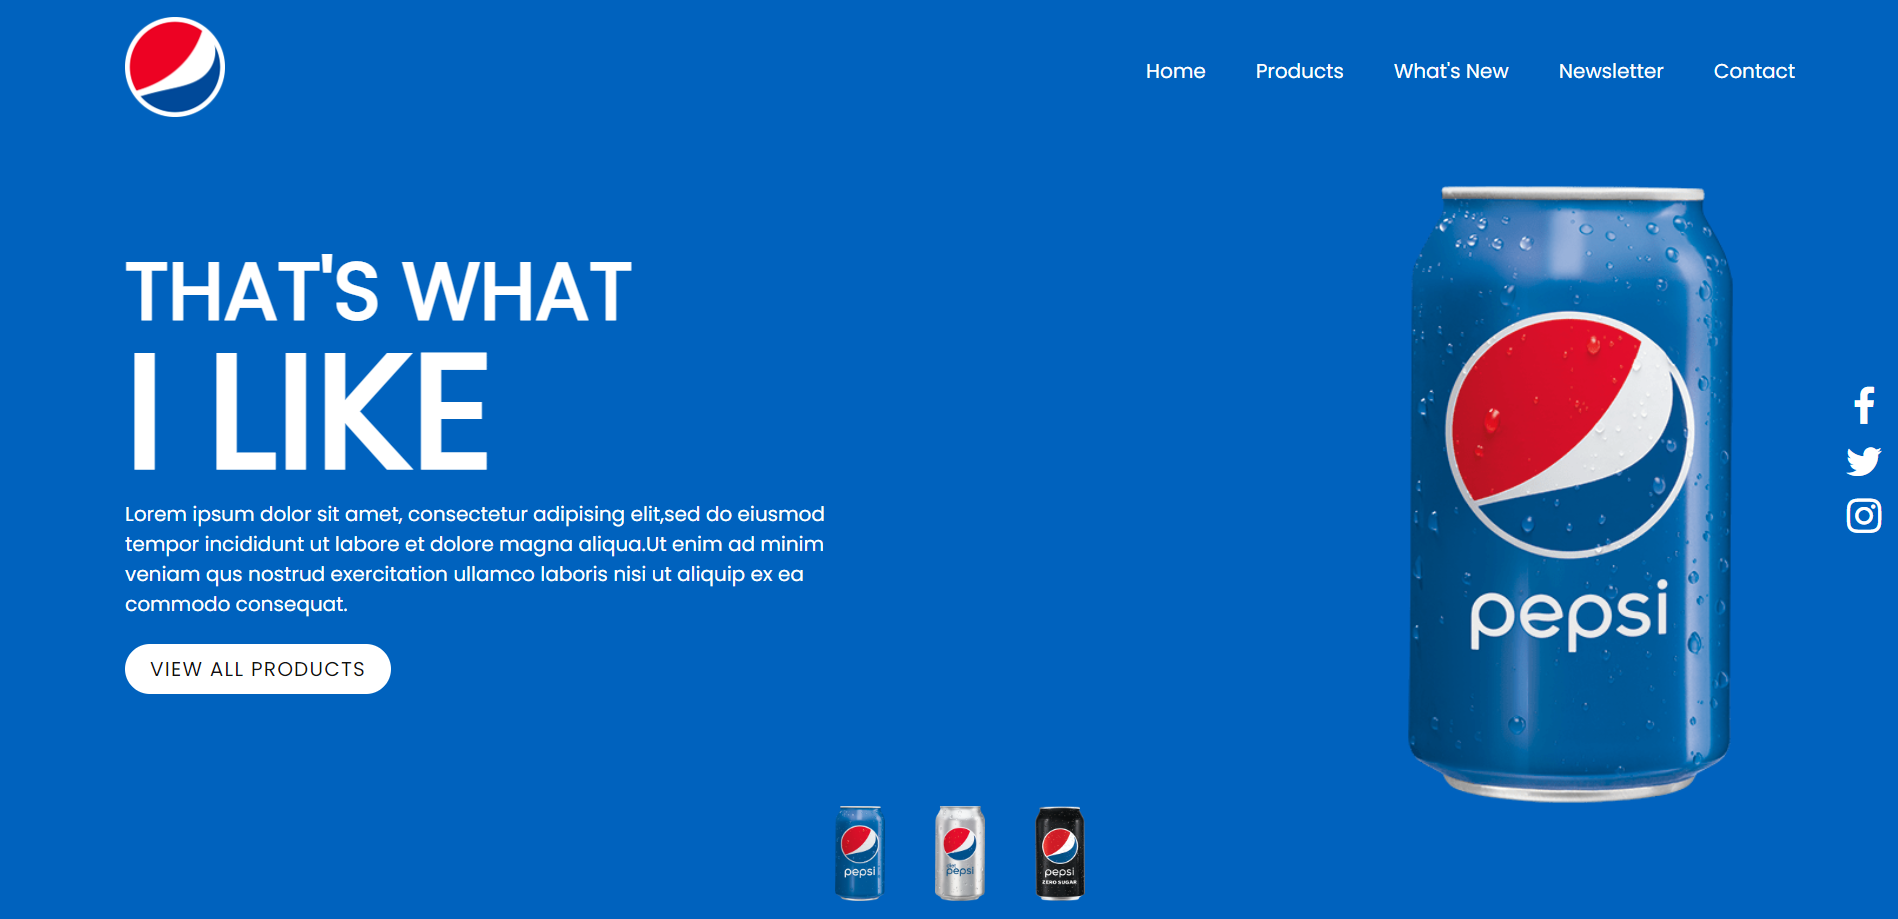 Home Products What's New Newsletter Contact
THAT'S WHAT
I LIKE
Lorem ipsum dolor sit amet, consectetur adipising elit,sed do eiusmod
tempor incididunt ut labore et dolore magna aliqua.Ut enim ad minim
veniam qus nostrud exercitation ullamco laboris nisi ut aliquip ex ea
commodo consequat.
VIEW ALL PRODUCTS
pepsi
pepsi
diet
pepsi
pepsi
ZERO SUGAR